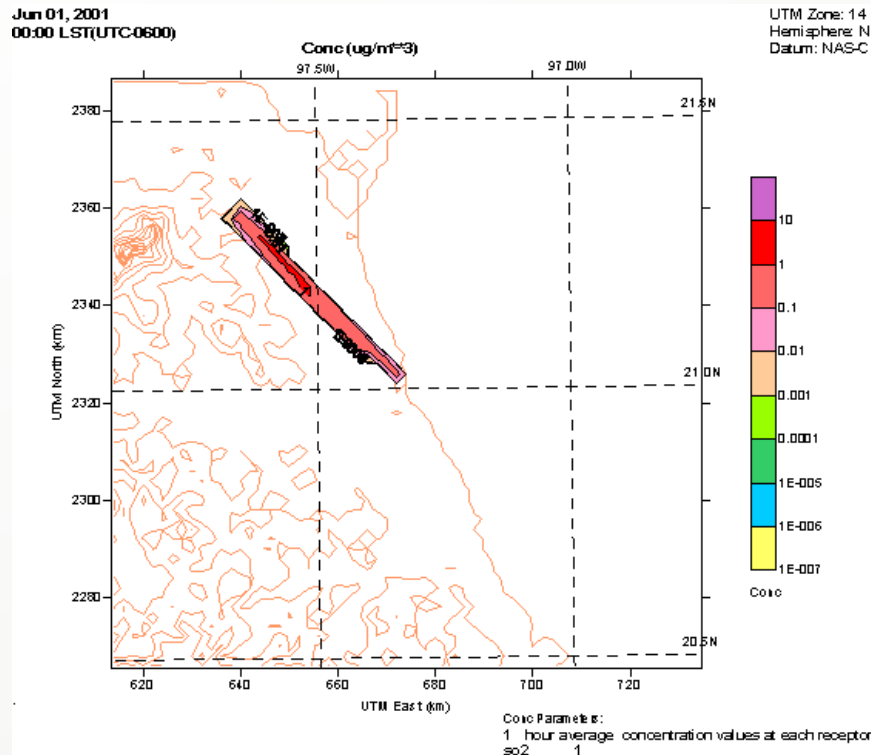 Jun 01, 2001
00:00 LST(UTC-0600)
UTM Zone: 14
Hemisphere: N
Datum: NAS-C
Conc (ug/m**3)
97.5W
97.0W
21.5N
21.0N
20.5N
2380
2360
2340
2320
2300
2280
UTM North (km)
620
640
660
680
700
720
UTM East (km)
10
1
0.1
0.01
0.001
0.0001
1E-005
1E-006
1E-007
Conc
Conc Parameters:
1 hour average concentration values at each receptor
so2 1